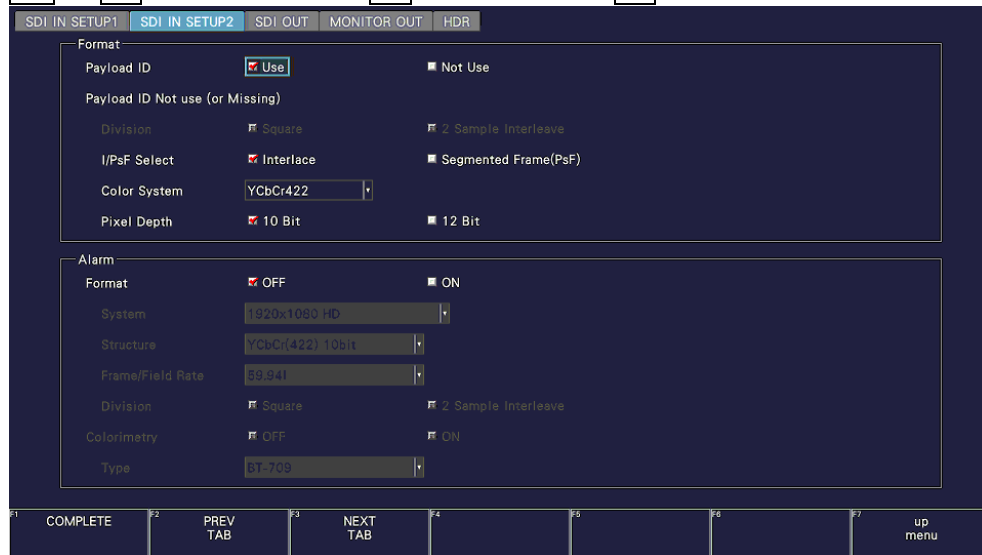 SDI IN SETUP1 SDI IN SETUP2 SDI OUT MONITOR OUT HDR
Format
Payload ID Use Not Use
Payload ID Not use (or Missing)
Division Square 2 Sample Interleave
I/PsF Select Interlace Segmented Frame(PsF)
Color System YCbCr422
Pixel Depth 10 Bit 12 Bit
Alarm
Format OFF ON
System 1920x1080 HD
Structure YCbCr(422) 10bit
Frame/Field Rate 59.94I
Division Square 2 Sample Interleave
Colorimetry OFF ON
Type BT-709
F1 COMPLETE F2 PREV TAB F3 NEXT TAB F4 F5 F6 F7 up menu